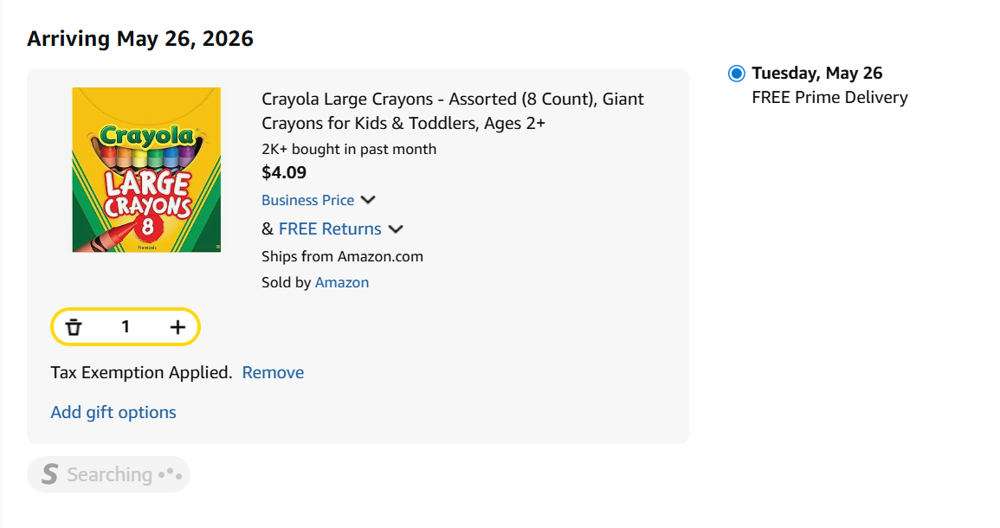 Arriving May 26, 2026
Crayola
LARGE
CRAYONS
8
Nontoxic
Crayola Large Crayons - Assorted (8 Count), Giant
Crayons for Kids & Toddlers, Ages 2+
2K+ bought in past month
$4.09
Business Price
& FREE Returns
Ships from Amazon.com
Sold by Amazon
1
Tax Exemption Applied. Remove
Add gift options
S Searching
Tuesday, May 26
FREE Prime Delivery